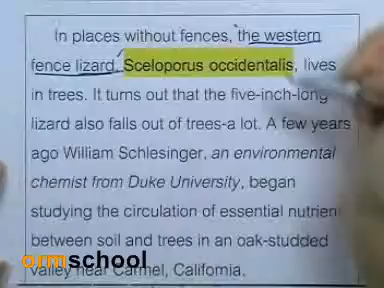 In places without fences, the western
fence lizard, Sceloporus occidentalis, lives
in trees. It turns out that the five-inch-long
lizard also falls out of trees-a lot. A few years
ago William Schlesinger, an environmental
chemist from Duke University, began
studying the circulation of essential nutrien
between soil and trees in an oak-studded
valley near Carmel, California.
ormschool